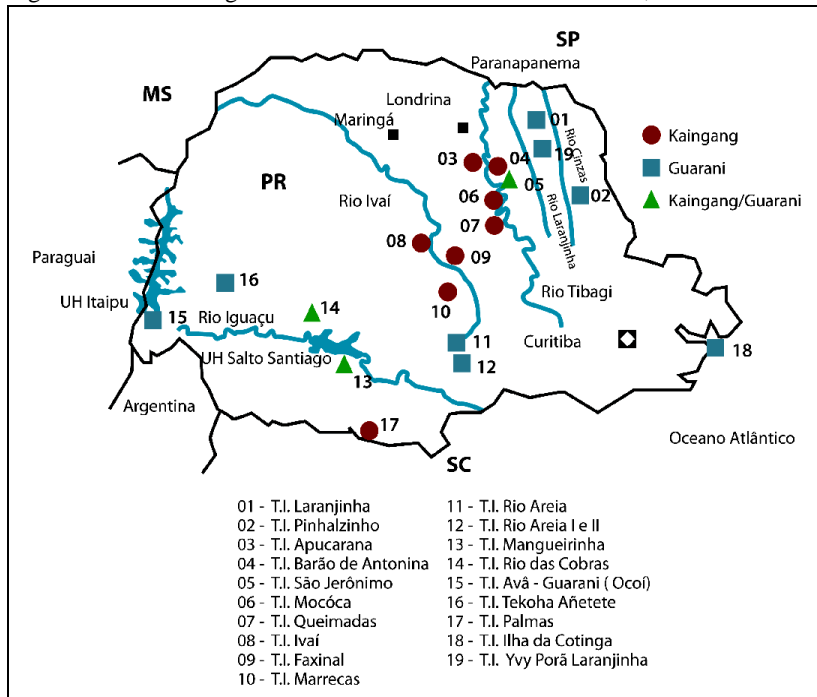 SP
Paranapanema
MS
Londrina
Maringá
01
Kaingang
19
Rio Cinzas
03
04
Guarani
PR
05
02
Kaingang/Guarani
06
Rio Ivaí
Rio Laranjinha
07
08
09
Paraguai
16
Rio Tibagi
UH Itaipu
10
14
15
Rio Iguaçu
11
Curitiba
18
UH Salto Santiago
12
13
Argentina
17
Oceano Atlântico
SC
01 - T.I. Laranjinha
02 - T.I. Pinhalzinho
03 - T.I. Apucarana
04 - T.I. Barão de Antonina
05 - T.I. São Jerônimo
06 - T.I. Mocóca
07 - T.I. Queimadas
08 - T.I. Ivaí
09 - T.I. Faxinal
10 - T.I. Marrecas
11 - T.I. Rio Areia
12 - T.I. Rio Areia I e II
13 - T.I. Mangueirinha
14 - T.I. Rio das Cobras
15 - T.I. Avâ - Guarani ( Ocoí)
16 - T.I. Tekoha Añetete
17 - T.I. Palmas
18 - T.I. Ilha da Cotinga
19 - T.I. Yvy Porã Laranjinha